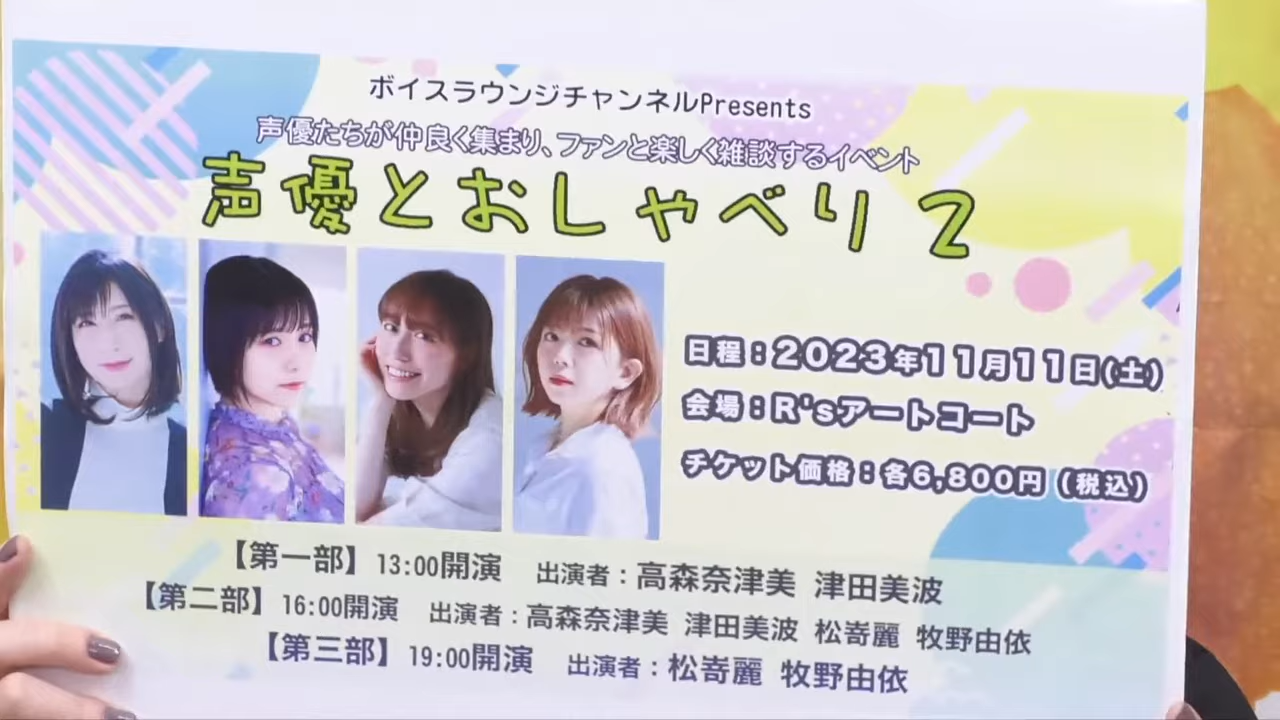 ボイスラウンジチャンネルPresents
声優たちが仲良く集まり、ファンと楽しく雑談するイベント
声優とおしゃべり2
日程：2023年11月11日(土)
会場：R'sアートコート
チケット価格：各6,800円（税込）
【第一部】13:00開演 出演者：高森奈津美 津田美波
【第二部】16:00開演 出演者：高森奈津美 津田美波 松嵜麗 牧野由依
【第三部】19:00開演 出演者：松嵜麗 牧野由依